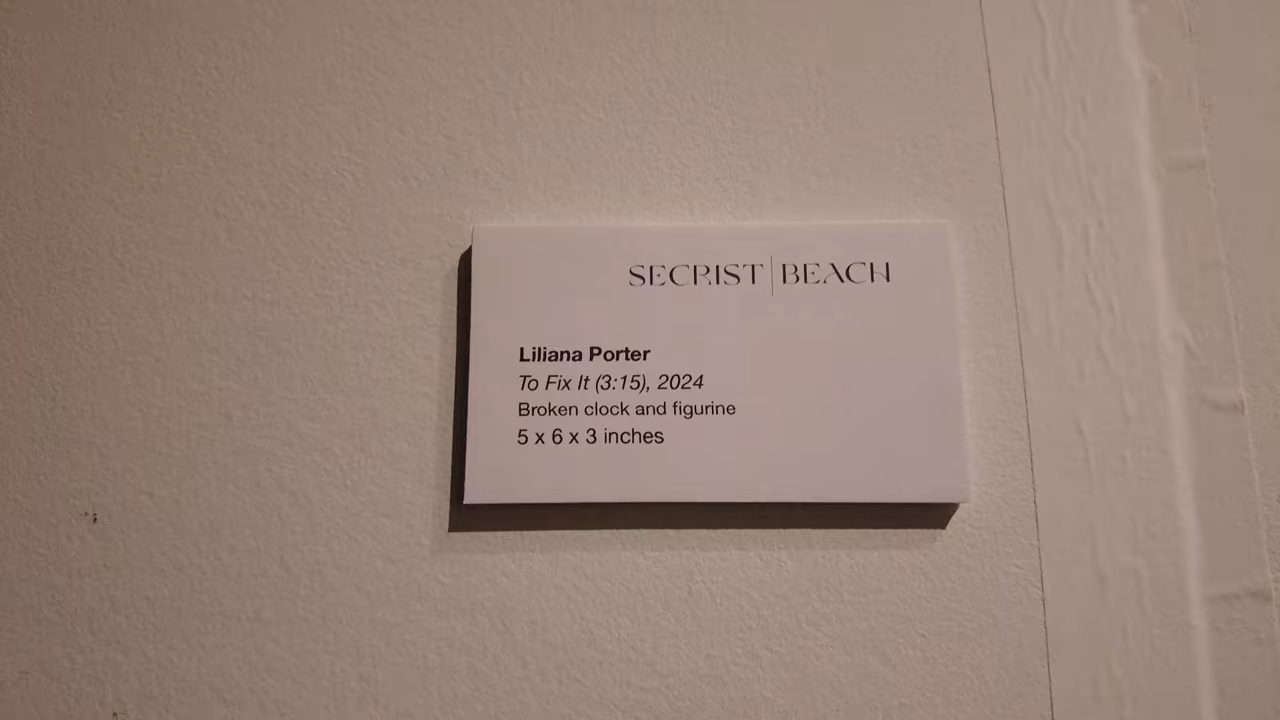 SECRIST | BEACH
Liliana Porter
To Fix It (3:15), 2024
Broken clock and figurine
5 x 6 x 3 inches